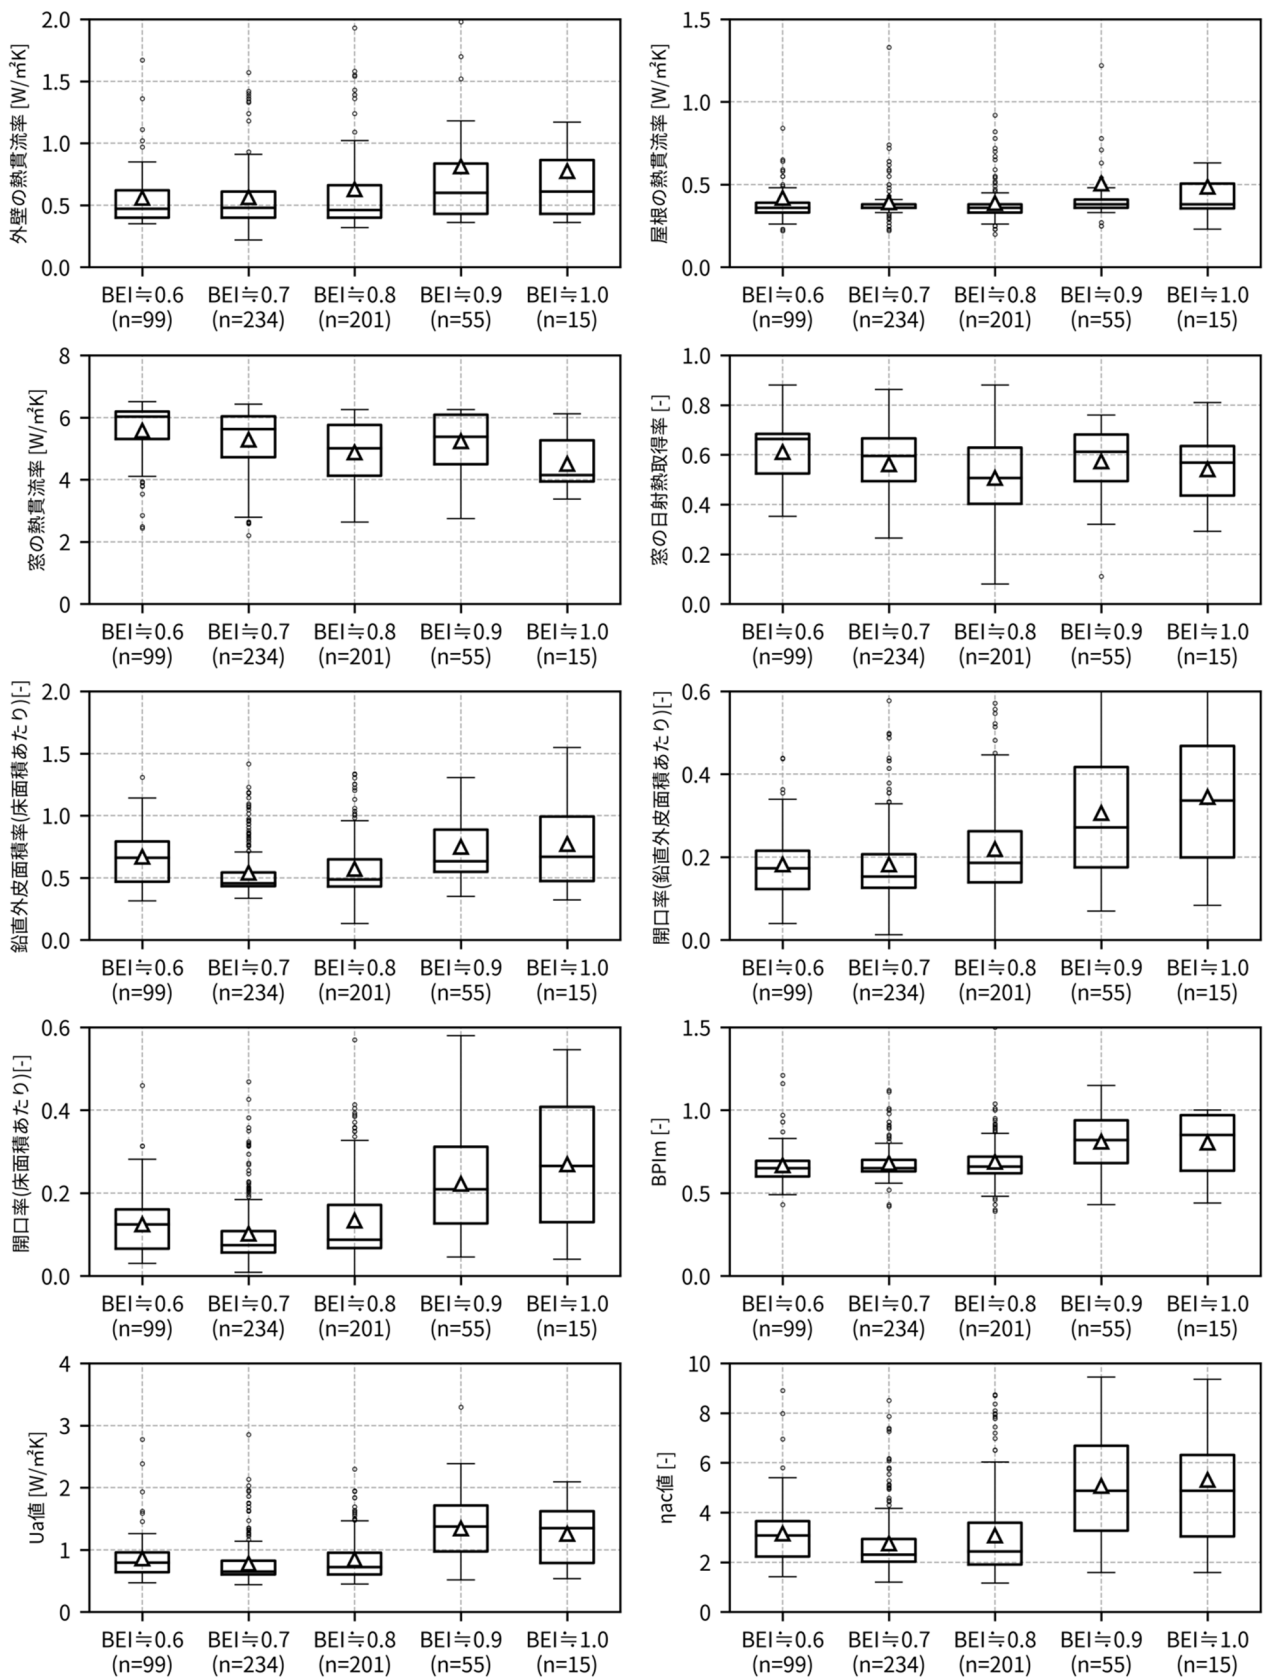 外壁の熱貫流率 [W/㎡K]
2.0
1.5
1.0
0.5
0.0
BEI≒0.6 BEI≒0.7 BEI≒0.8 BEI≒0.9 BEI≒1.0
(n=99) (n=234) (n=201) (n=55) (n=15)
屋根の熱貫流率 [W/㎡K]
1.5
1.0
0.5
0.0
BEI≒0.6 BEI≒0.7 BEI≒0.8 BEI≒0.9 BEI≒1.0
(n=99) (n=234) (n=201) (n=55) (n=15)
窓の熱貫流率 [W/㎡K]
8
6
4
2
0
BEI≒0.6 BEI≒0.7 BEI≒0.8 BEI≒0.9 BEI≒1.0
(n=99) (n=234) (n=201) (n=55) (n=15)
窓の日射熱取得率 [-]
1.0
0.8
0.6
0.4
0.2
0.0
BEI≒0.6 BEI≒0.7 BEI≒0.8 BEI≒0.9 BEI≒1.0
(n=99) (n=234) (n=201) (n=55) (n=15)
鉛直外皮面積率(床面積あたり)[-]
2.0
1.5
1.0
0.5
0.0
BEI≒0.6 BEI≒0.7 BEI≒0.8 BEI≒0.9 BEI≒1.0
(n=99) (n=234) (n=201) (n=55) (n=15)
開口率(鉛直外皮面積あたり)[-]
0.6
0.4
0.2
0.0
BEI≒0.6 BEI≒0.7 BEI≒0.8 BEI≒0.9 BEI≒1.0
(n=99) (n=234) (n=201) (n=55) (n=15)
開口率(床面積あたり)[-]
0.6
0.4
0.2
0.0
BEI≒0.6 BEI≒0.7 BEI≒0.8 BEI≒0.9 BEI≒1.0
(n=99) (n=234) (n=201) (n=55) (n=15)
BPIm [-]
1.5
1.0
0.5
0.0
BEI≒0.6 BEI≒0.7 BEI≒0.8 BEI≒0.9 BEI≒1.0
(n=99) (n=234) (n=201) (n=55) (n=15)
Ua値 [W/㎡K]
4
3
2
1
0
BEI≒0.6 BEI≒0.7 BEI≒0.8 BEI≒0.9 BEI≒1.0
(n=99) (n=234) (n=201) (n=55) (n=15)
ηac値 [-]
10
8
6
4
2
0
BEI≒0.6 BEI≒0.7 BEI≒0.8 BEI≒0.9 BEI≒1.0
(n=99) (n=234) (n=201) (n=55) (n=15)